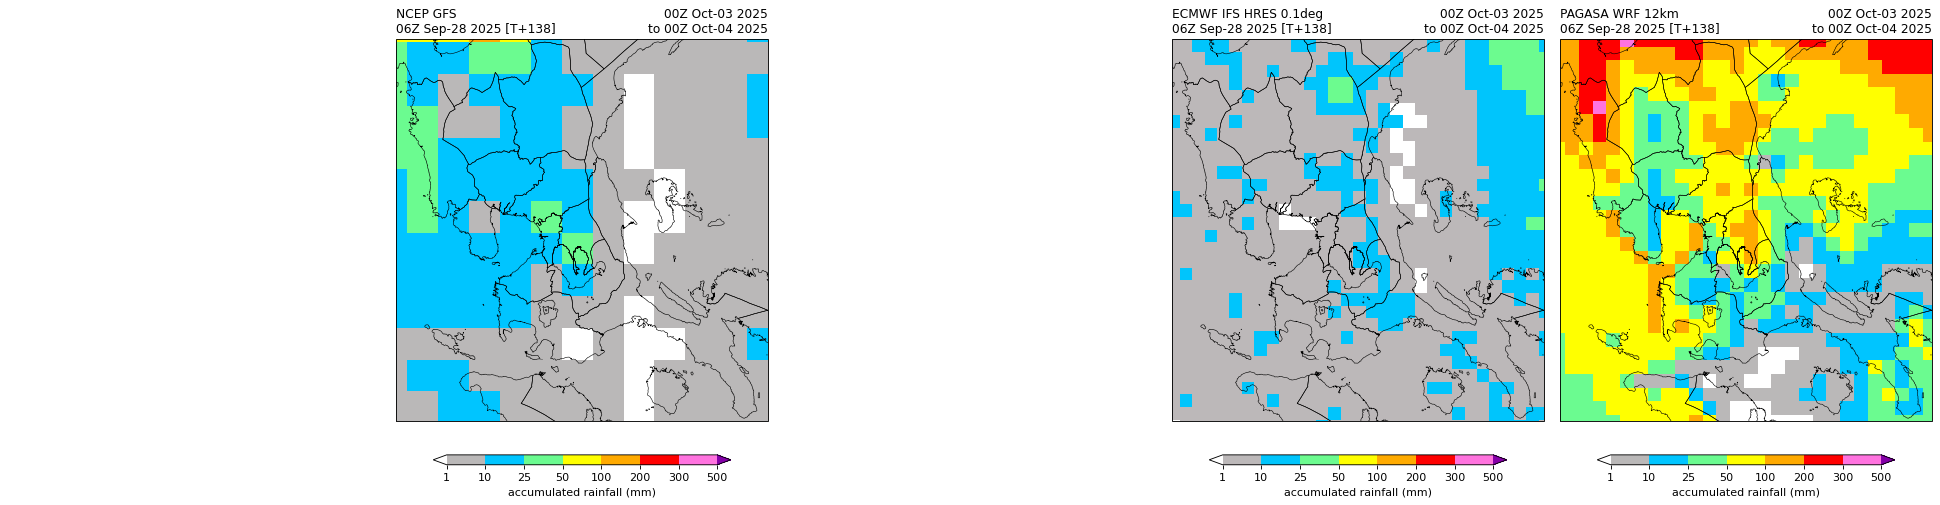 NCEP GFS 00Z Oct-03 2025
06Z Sep-28 2025 [T+138] to 00Z Oct-04 2025
1 10 25 50 100 200 300 500
accumulated rainfall (mm)
ECMWF IFS HRES 0.1deg 00Z Oct-03 2025
06Z Sep-28 2025 [T+138] to 00Z Oct-04 2025
1 10 25 50 100 200 300 500
accumulated rainfall (mm)
PAGASA WRF 12km 00Z Oct-03 2025
06Z Sep-28 2025 [T+138] to 00Z Oct-04 2025
1 10 25 50 100 200 300 500
accumulated rainfall (mm)